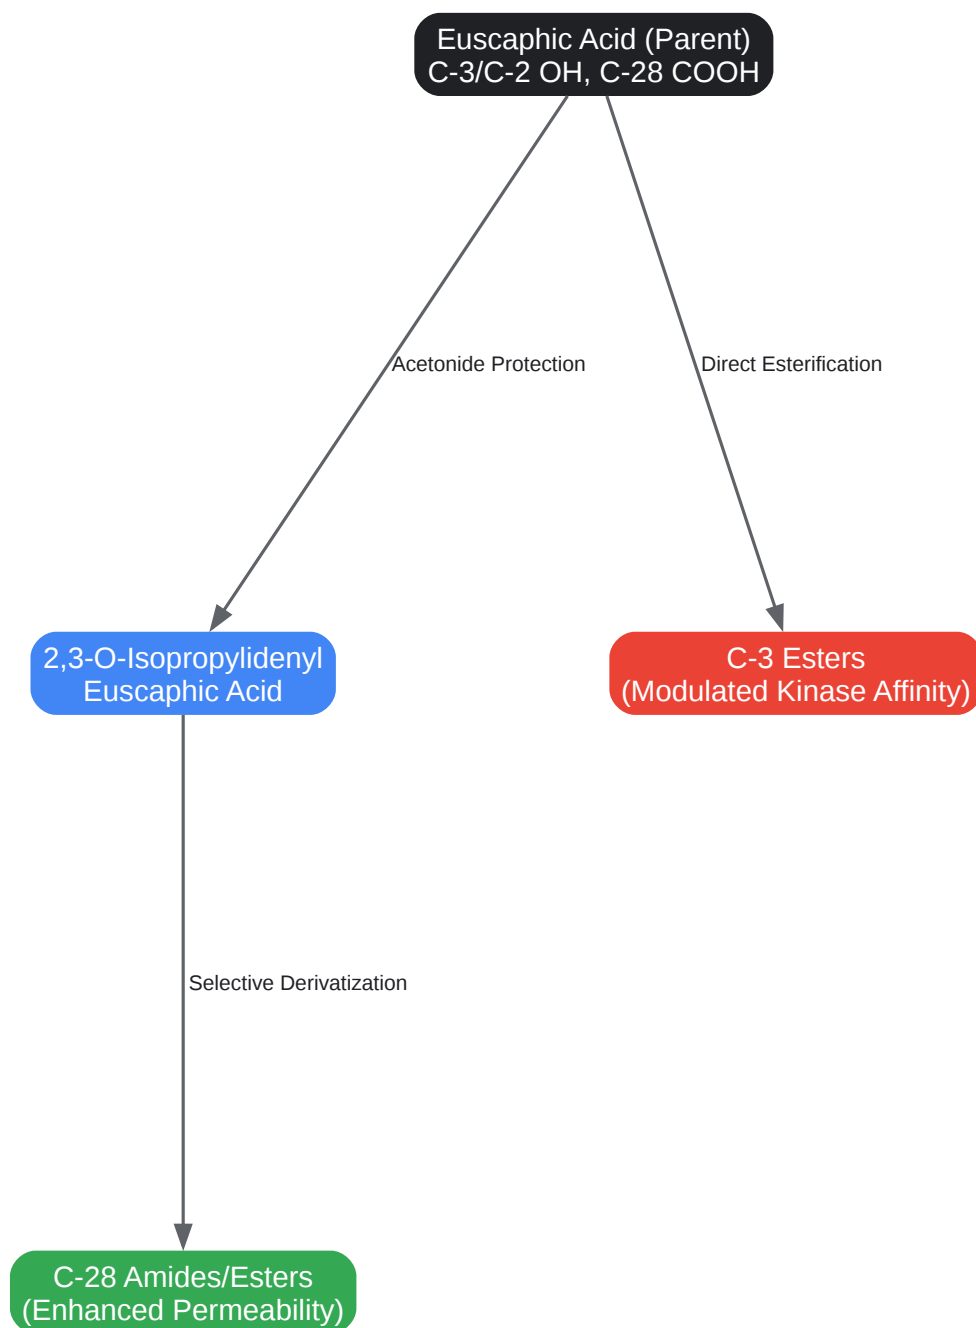 Euscaphic Acid (Parent)
C-3/C-2 OH, C-28 COOH
Acetonide Protection
Direct Esterification
2,3-O-Isopropylidenyl
Euscaphic Acid
C-3 Esters
(Modulated Kinase Affinity)
Selective Derivatization
C-28 Amides/Esters
(Enhanced Permeability)